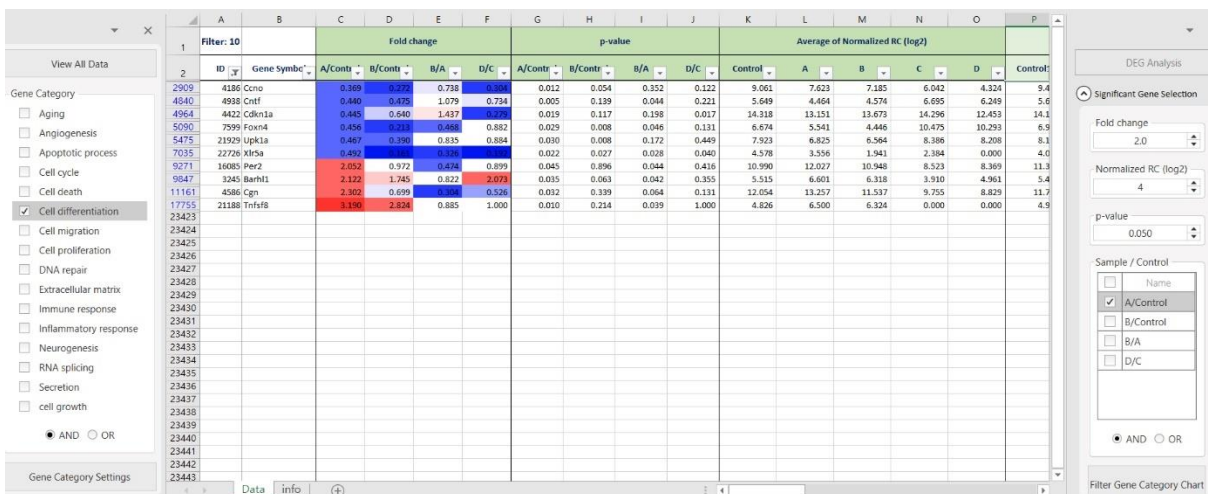 View All Data
Gene Category
Aging
Angiogenesis
Apoptotic process
Cell cycle
Cell death
Cell differentiation
Cell migration
Cell proliferation
DNA repair
Extracellular matrix
Immune response
Inflammatory response
Neurogenesis
RNA splicing
Secretion
cell growth
AND OR
Gene Category Settings
A B C D E F G H I J K L M N O P
1 Filter: 10 Fold change p-value Average of Normalized RC (log2)
2 ID Gene Symbo A/Contr B/Contr B/A D/C A/Contr B/Contr B/A D/C Control A B C D Control
2909 4186 Ccno 0.369 0.272 0.738 0.304 0.012 0.054 0.352 0.122 9.061 7.623 7.185 6.042 4.324 9.4
4840 4938 Cntf 0.440 0.475 1.079 0.734 0.005 0.139 0.044 0.221 5.649 4.464 4.574 6.695 6.249 5.6
4964 4422 Cdkn1a 0.445 0.640 1.437 0.279 0.019 0.117 0.198 0.017 14.318 13.151 13.673 14.296 12.453 14.1
5090 7599 Foxn4 0.456 0.213 0.468 0.882 0.029 0.008 0.046 0.131 6.674 5.541 4.446 10.475 10.293 6.9
5475 21929 Upk1a 0.467 0.390 0.835 0.884 0.030 0.008 0.172 0.449 7.923 6.825 6.564 8.386 8.208 8.1
7035 22726 Xlr5a 0.492 0.326 0.022 0.027 0.028 0.040 4.578 3.556 1.941 2.384 0.000 4.0
9271 16085 Per2 2.052 0.972 0.474 0.899 0.045 0.896 0.044 0.416 10.990 12.027 10.948 8.523 8.369 11.3
9847 3245 Barhl1 2.122 1.745 0.822 2.073 0.035 0.063 0.042 0.355 5.515 6.601 6.318 3.910 4.961 5.4
11161 4586 Cgn 2.302 0.699 0.304 0.526 0.032 0.339 0.064 0.131 12.054 13.257 11.537 9.755 8.829 11.7
17755 21188 Tnfsf8 3.190 2.824 0.885 1.000 0.010 0.214 0.039 1.000 4.826 6.500 6.324 0.000 0.000 4.9
23423
23424
23425
23426
23427
23428
23429
23430
23431
23432
23433
23434
23435
23436
23437
23438
23439
23440
23441
23442
23443
Data info
DEG Analysis
Significant Gene Selection
Fold change
2.0
Normalized RC (log2)
4
p-value
0.050
Sample / Control
Name
A/Control
B/Control
B/A
D/C
AND OR
Filter Gene Category Chart